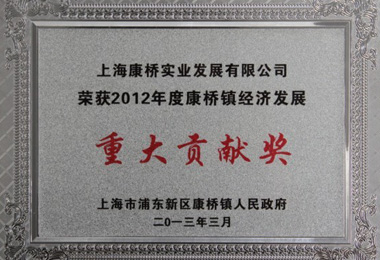 上海康桥实业发展有限公司
荣获2012年度康桥镇经济发展
重大贡献奖
上海市浦东新区康桥镇人民政府
二〇一三年三月